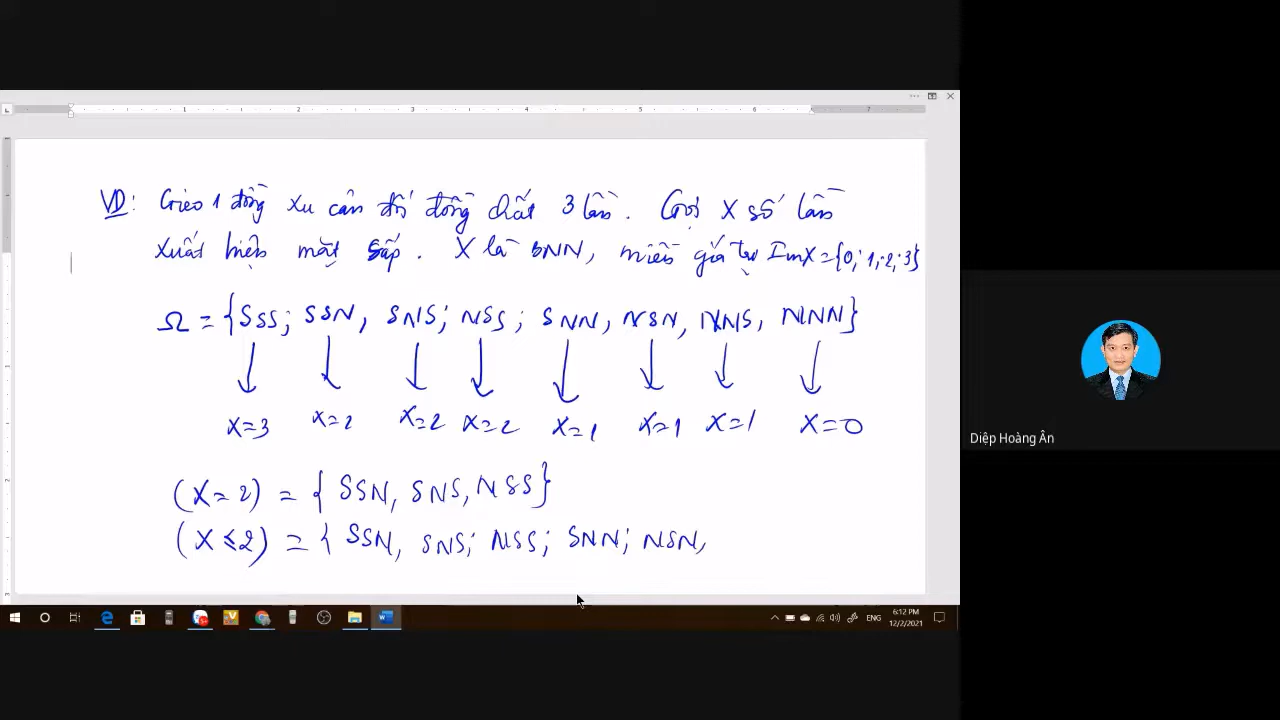 VD: Gieo 1 đồng xu cân đối đồng chất 3 lần. Gọi X số lần
xuất hiện mặt sấp. X là ĐNN, miền giá trị ImX = {0; 1; 2; 3}
Ω = {SSS; SSN, SNS; NSS; SNN, NSN, NNS, NNN}
X=3 X=2 X=2 X=2 X=1 X=1 X=1 X=0
(X=2) = {SSN, SNS, NSS}
(X≤2) = {SSN, SNS; NSS; SNN; NSN,
Diệp Hoàng Ân
ENG
6:12 PM
12/2/2021